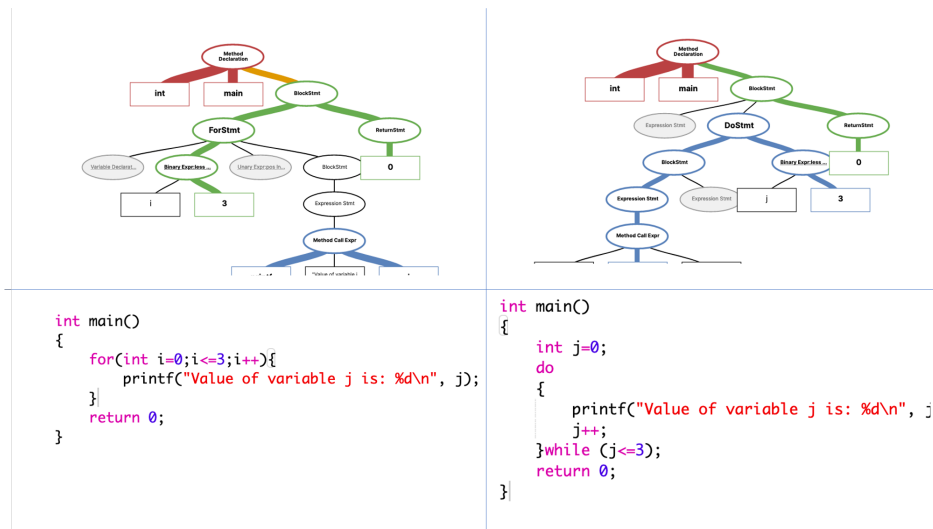 Method
Declaration
int
main
BlockStmt
ForStmt
ReturnStmt
Variable Declarat...
Binary Expr:less ...
Unary Expr:pos in...
BlockStmt
0
i
3
Expression Stmt
Method Call Expr
"Value of variable j
Method
Declaration
int
main
BlockStmt
Expression Stmt
DoStmt
ReturnStmt
BlockStmt
Binary Expr:less ...
0
Expression Stmt
Expression Stmt
j
3
Method Call Expr
int main()
{
for(int i=0;i<=3;i++){
printf("Value of variable j is: %d\n", j);
}
return 0;
}
int main()
{
int j=0;
do
{
printf("Value of variable j is: %d\n", j
j++;
}while (j<=3);
return 0;
}